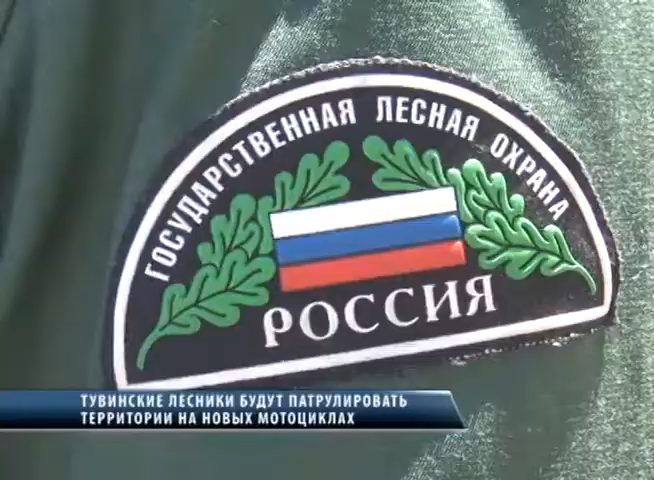 ГОСУДАРСТВЕННАЯ ЛЕСНАЯ ОХРАНА
РОССИЯ
ТУВИНСКИЕ ЛЕСНИКИ БУДУТ ПАТРУЛИРОВАТЬ
ТЕРРИТОРИИ НА НОВЫХ МОТОЦИКЛАХ